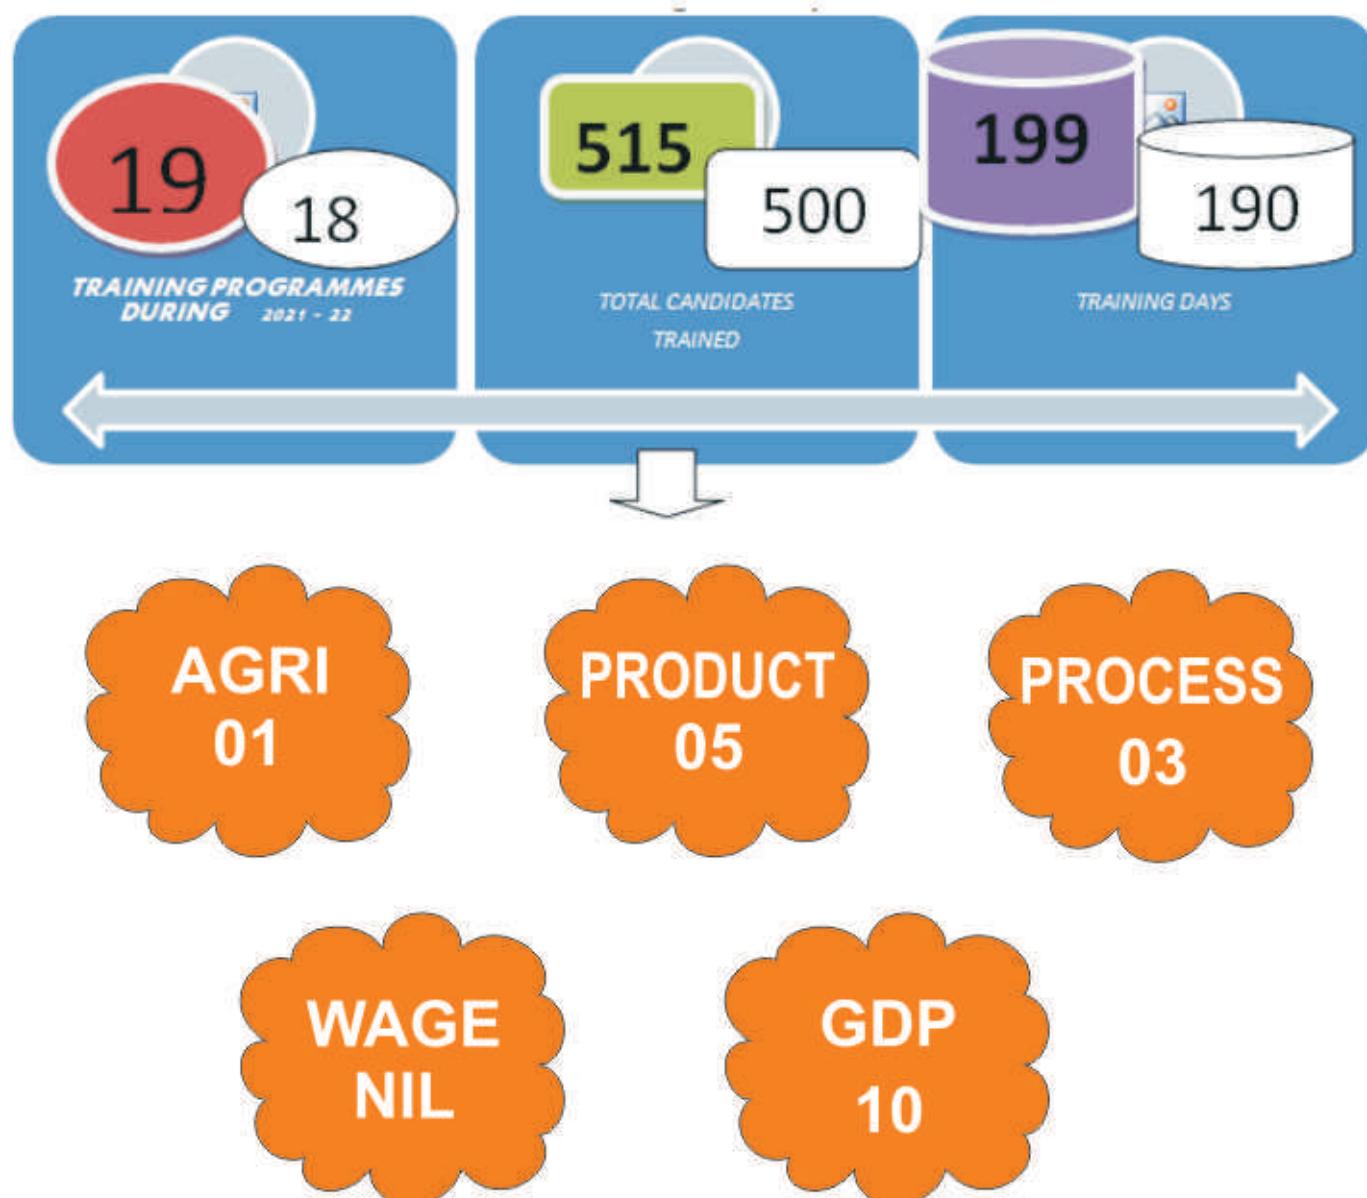 19
18
TRAINING PROGRAMMES
DURING 2021 - 22
515
500
TOTAL CANDIDATES
TRAINED
199
190
TRAINING DAYS
AGRI
01
PRODUCT
05
PROCESS
03
WAGE
NIL
GDP
10